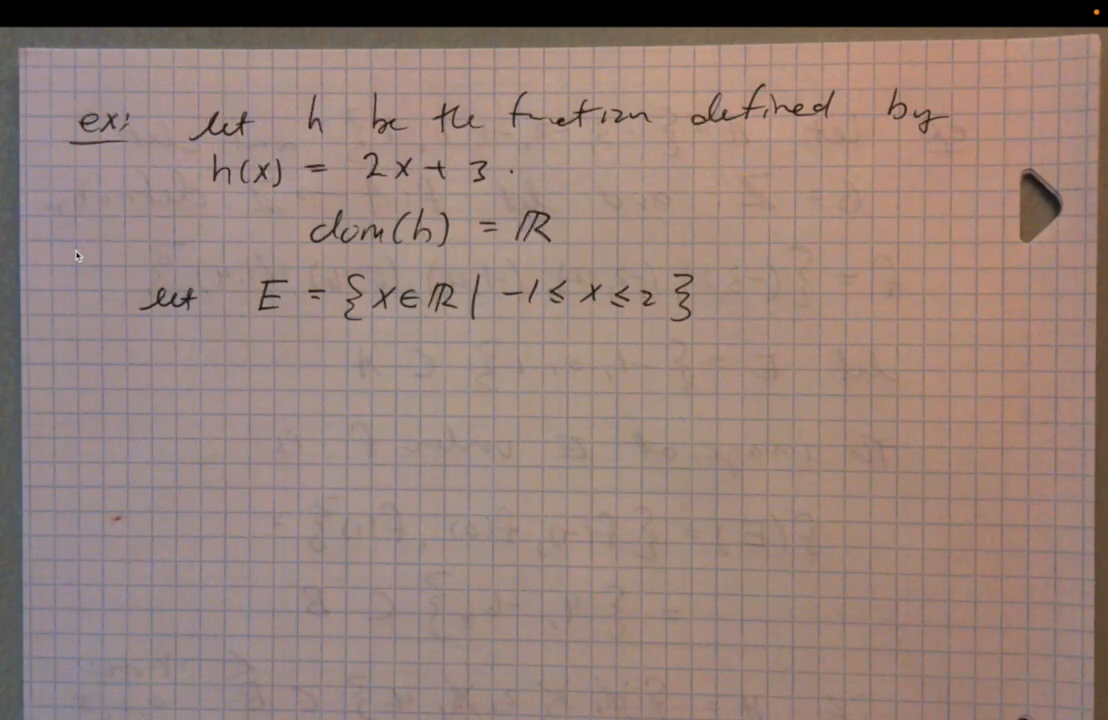 ex: let h be the function defined by
h(x) = 2x + 3.
dom(h) = ℝ
let E = {x ∈ ℝ | -1 ≤ x ≤ 2}